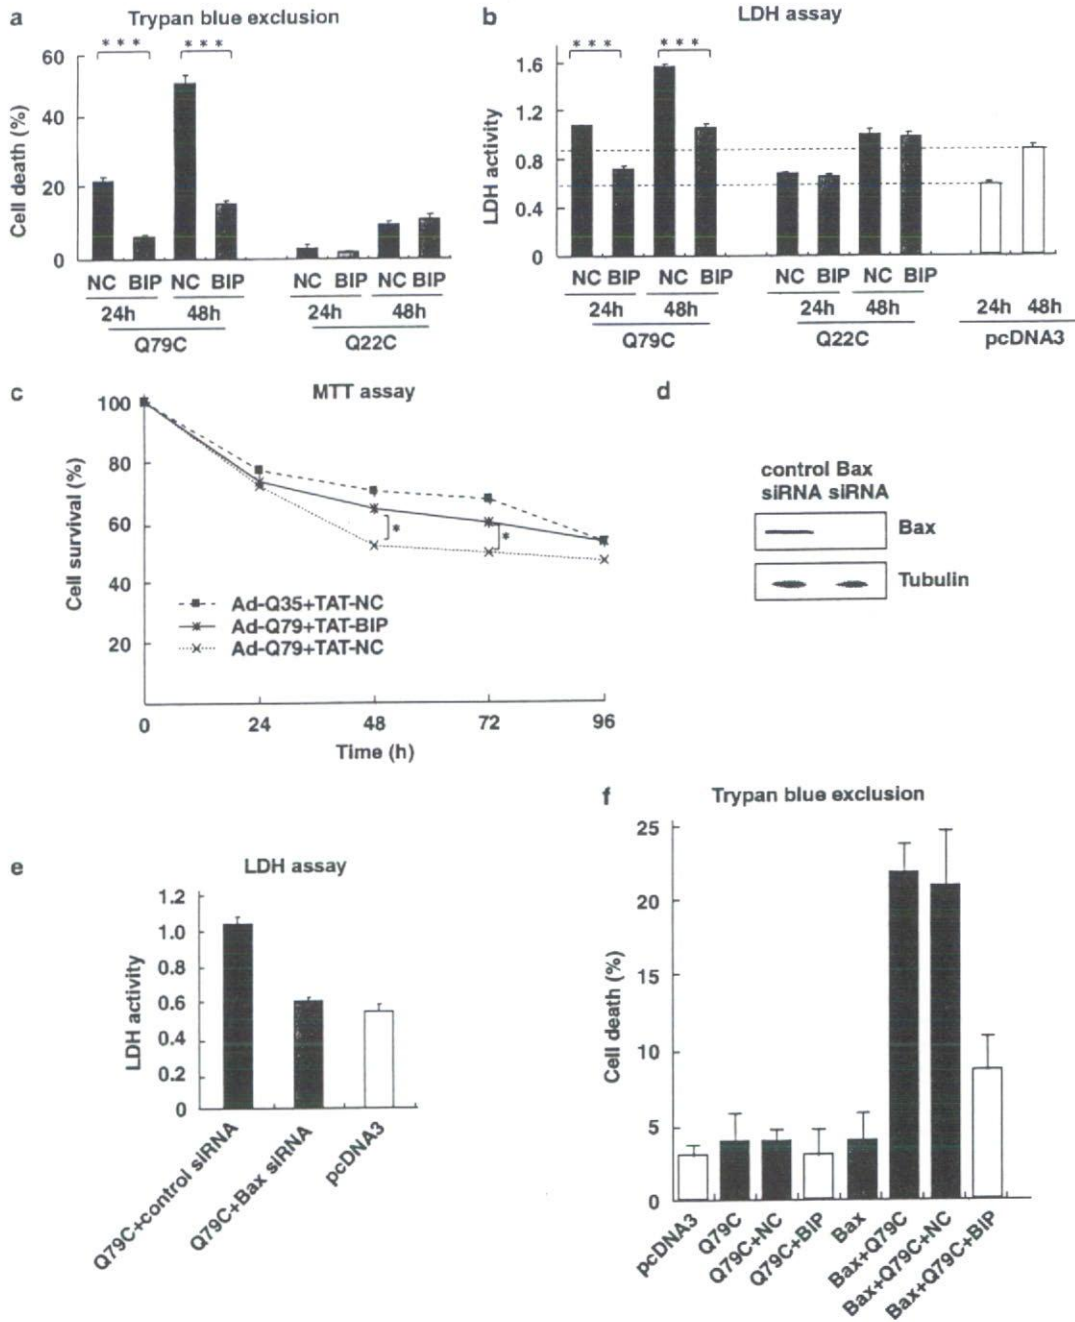 a
Trypan blue exclusion
* * *
* * *
60
40
20
0
Cell death (%)
NC BIP NC BIP NC BIP NC BIP
24h 48h 24h 48h
Q79C Q22C
b
LDH assay
* * *
* * *
1.6
1.2
0.8
0.4
0
LDH activity
NC BIP NC BIP NC BIP NC BIP
24h 48h 24h 48h 24h 48h
Q79C Q22C pcDNA3
c
MTT assay
100
80
60
40
20
Cell survival (%)
*
*
Ad-Q35+TAT-NC
Ad-Q79+TAT-BIP
Ad-Q79+TAT-NC
0 24 48 72 96
Time (h)
d
control Bax
siRNA siRNA
Bax
Tubulin
e
LDH assay
1.2
1.0
0.8
0.6
0.4
0.2
0
LDH activity
Q79C+control siRNA
Q79C+Bax siRNA
pcDNA3
f
Trypan blue exclusion
25
20
15
10
5
0
Cell death (%)
pcDNA3
Q79C
Q79C+NC
Q79C+BIP
Bax
Bax+Q79C
Bax+Q79C+NC
Bax+Q79C+BIP